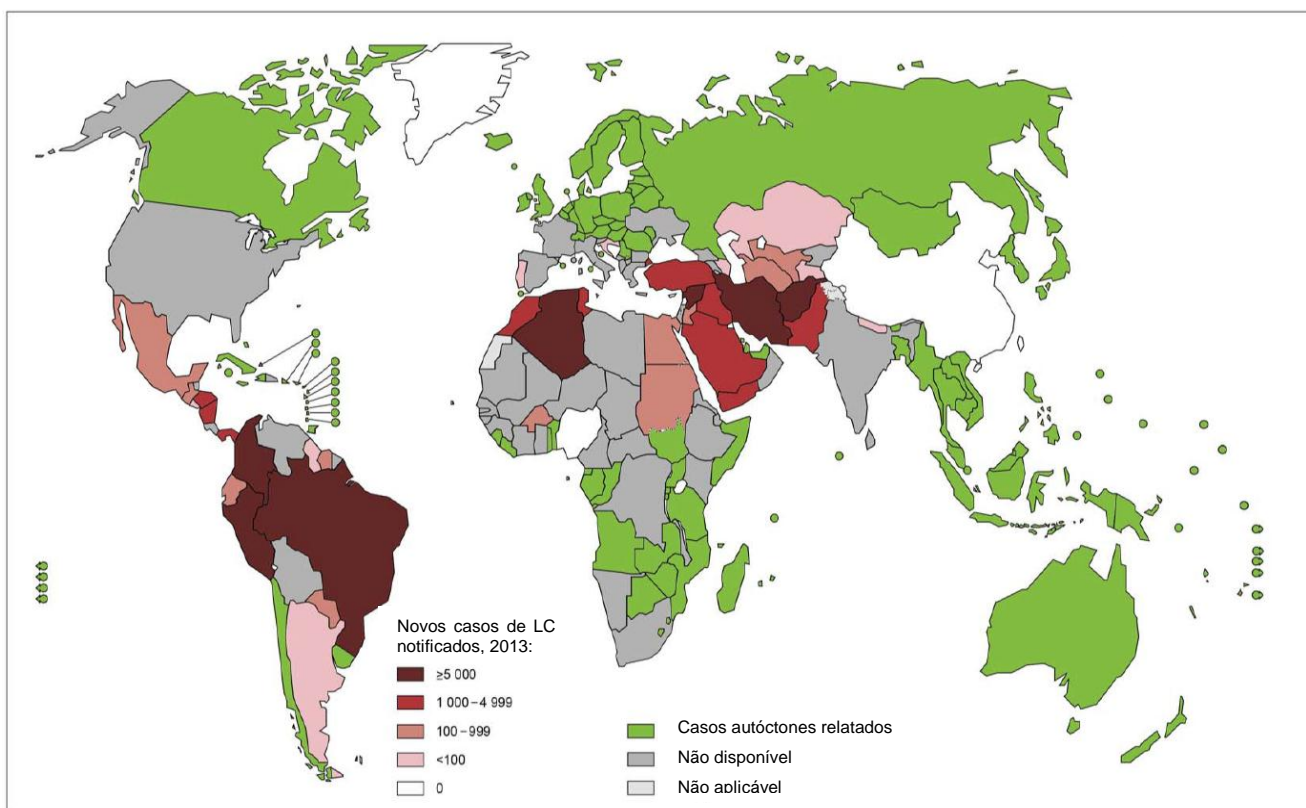 Novos casos de LC
notificados, 2013:
≥5 000
1 000–4 999
100–999
<100
0
Casos autóctones relatados
Não disponível
Não aplicável